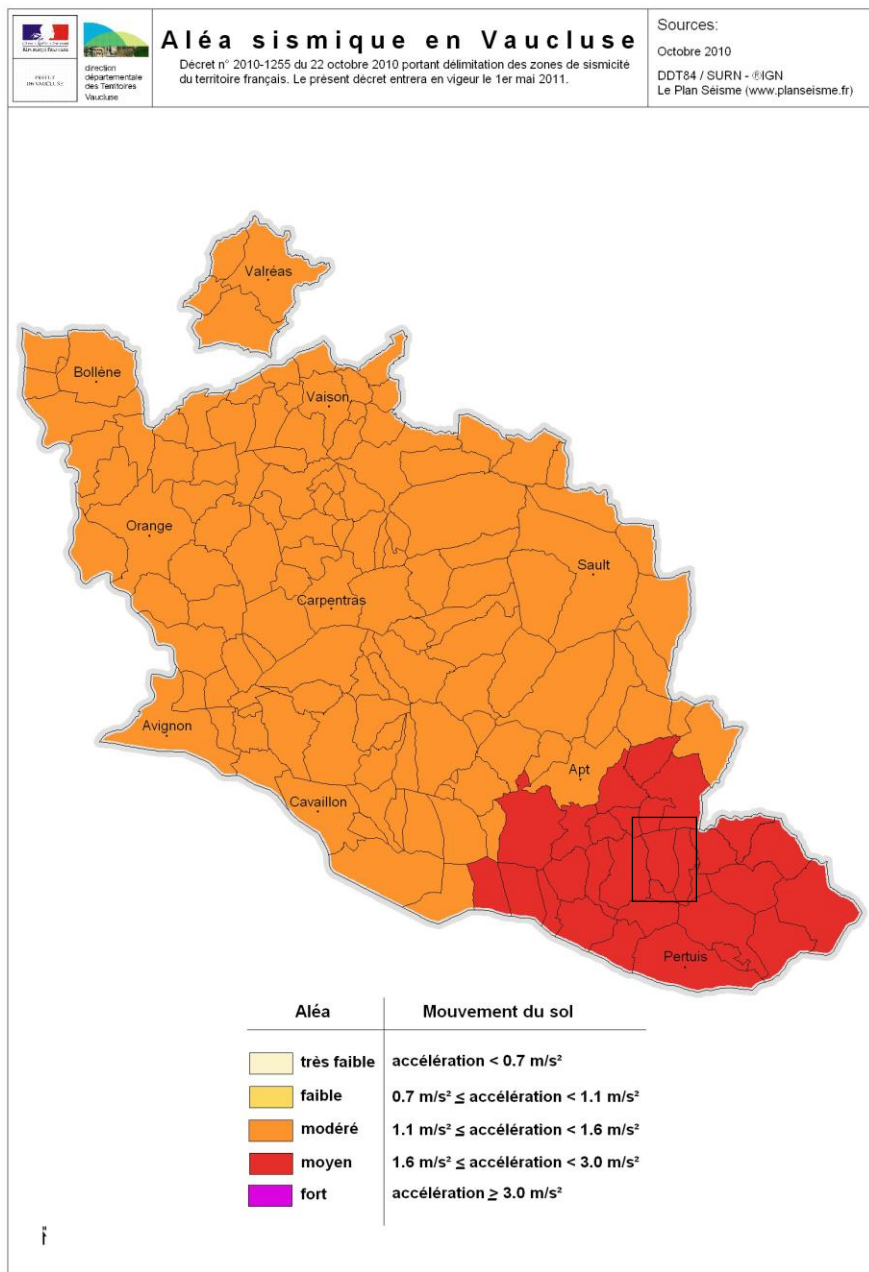 Aléa sismique en Vaucluse
Décret n° 2010-1255 du 22 octobre 2010 portant délimitation des zones de sismicité
du territoire français. Le présent décret entrera en vigeur le 1er mai 2011.
direction
départementale
des Territoires
Vaucluse
Sources:
Octobre 2010
DDT84 / SURN - ®IGN
Le Plan Séisme (www.planseisme.fr)
Valréas
Bollène
Vaison
Orange
Sault
Carpentras
Avignon
Apt
Cavaillon
Pertuis
Aléa Mouvement du sol
très faible accélération < 0.7 m/s²
faible 0.7 m/s² ≤ accélération < 1.1 m/s²
modéré 1.1 m/s² ≤ accélération < 1.6 m/s²
moyen 1.6 m/s² ≤ accélération < 3.0 m/s²
fort accélération ≥ 3.0 m/s²